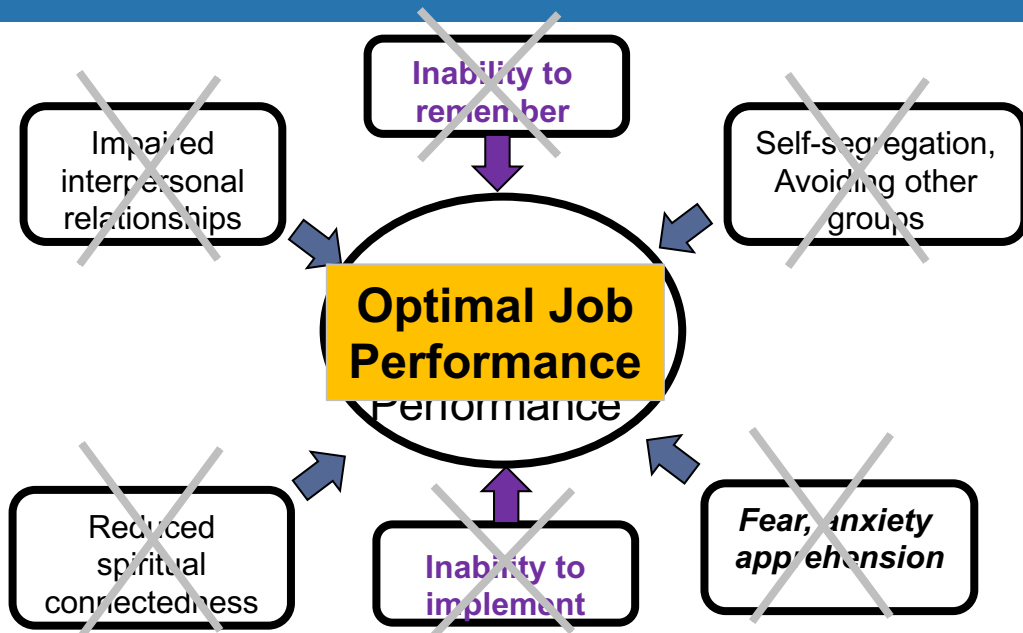 Inability to
remember
Impaired
interpersonal
relationships
Self-segregation,
Avoiding other
groups
Optimal Job
Performance
Performance
Reduced
spiritual
connectedness
Inability to
implement
Fear, anxiety
apprehension